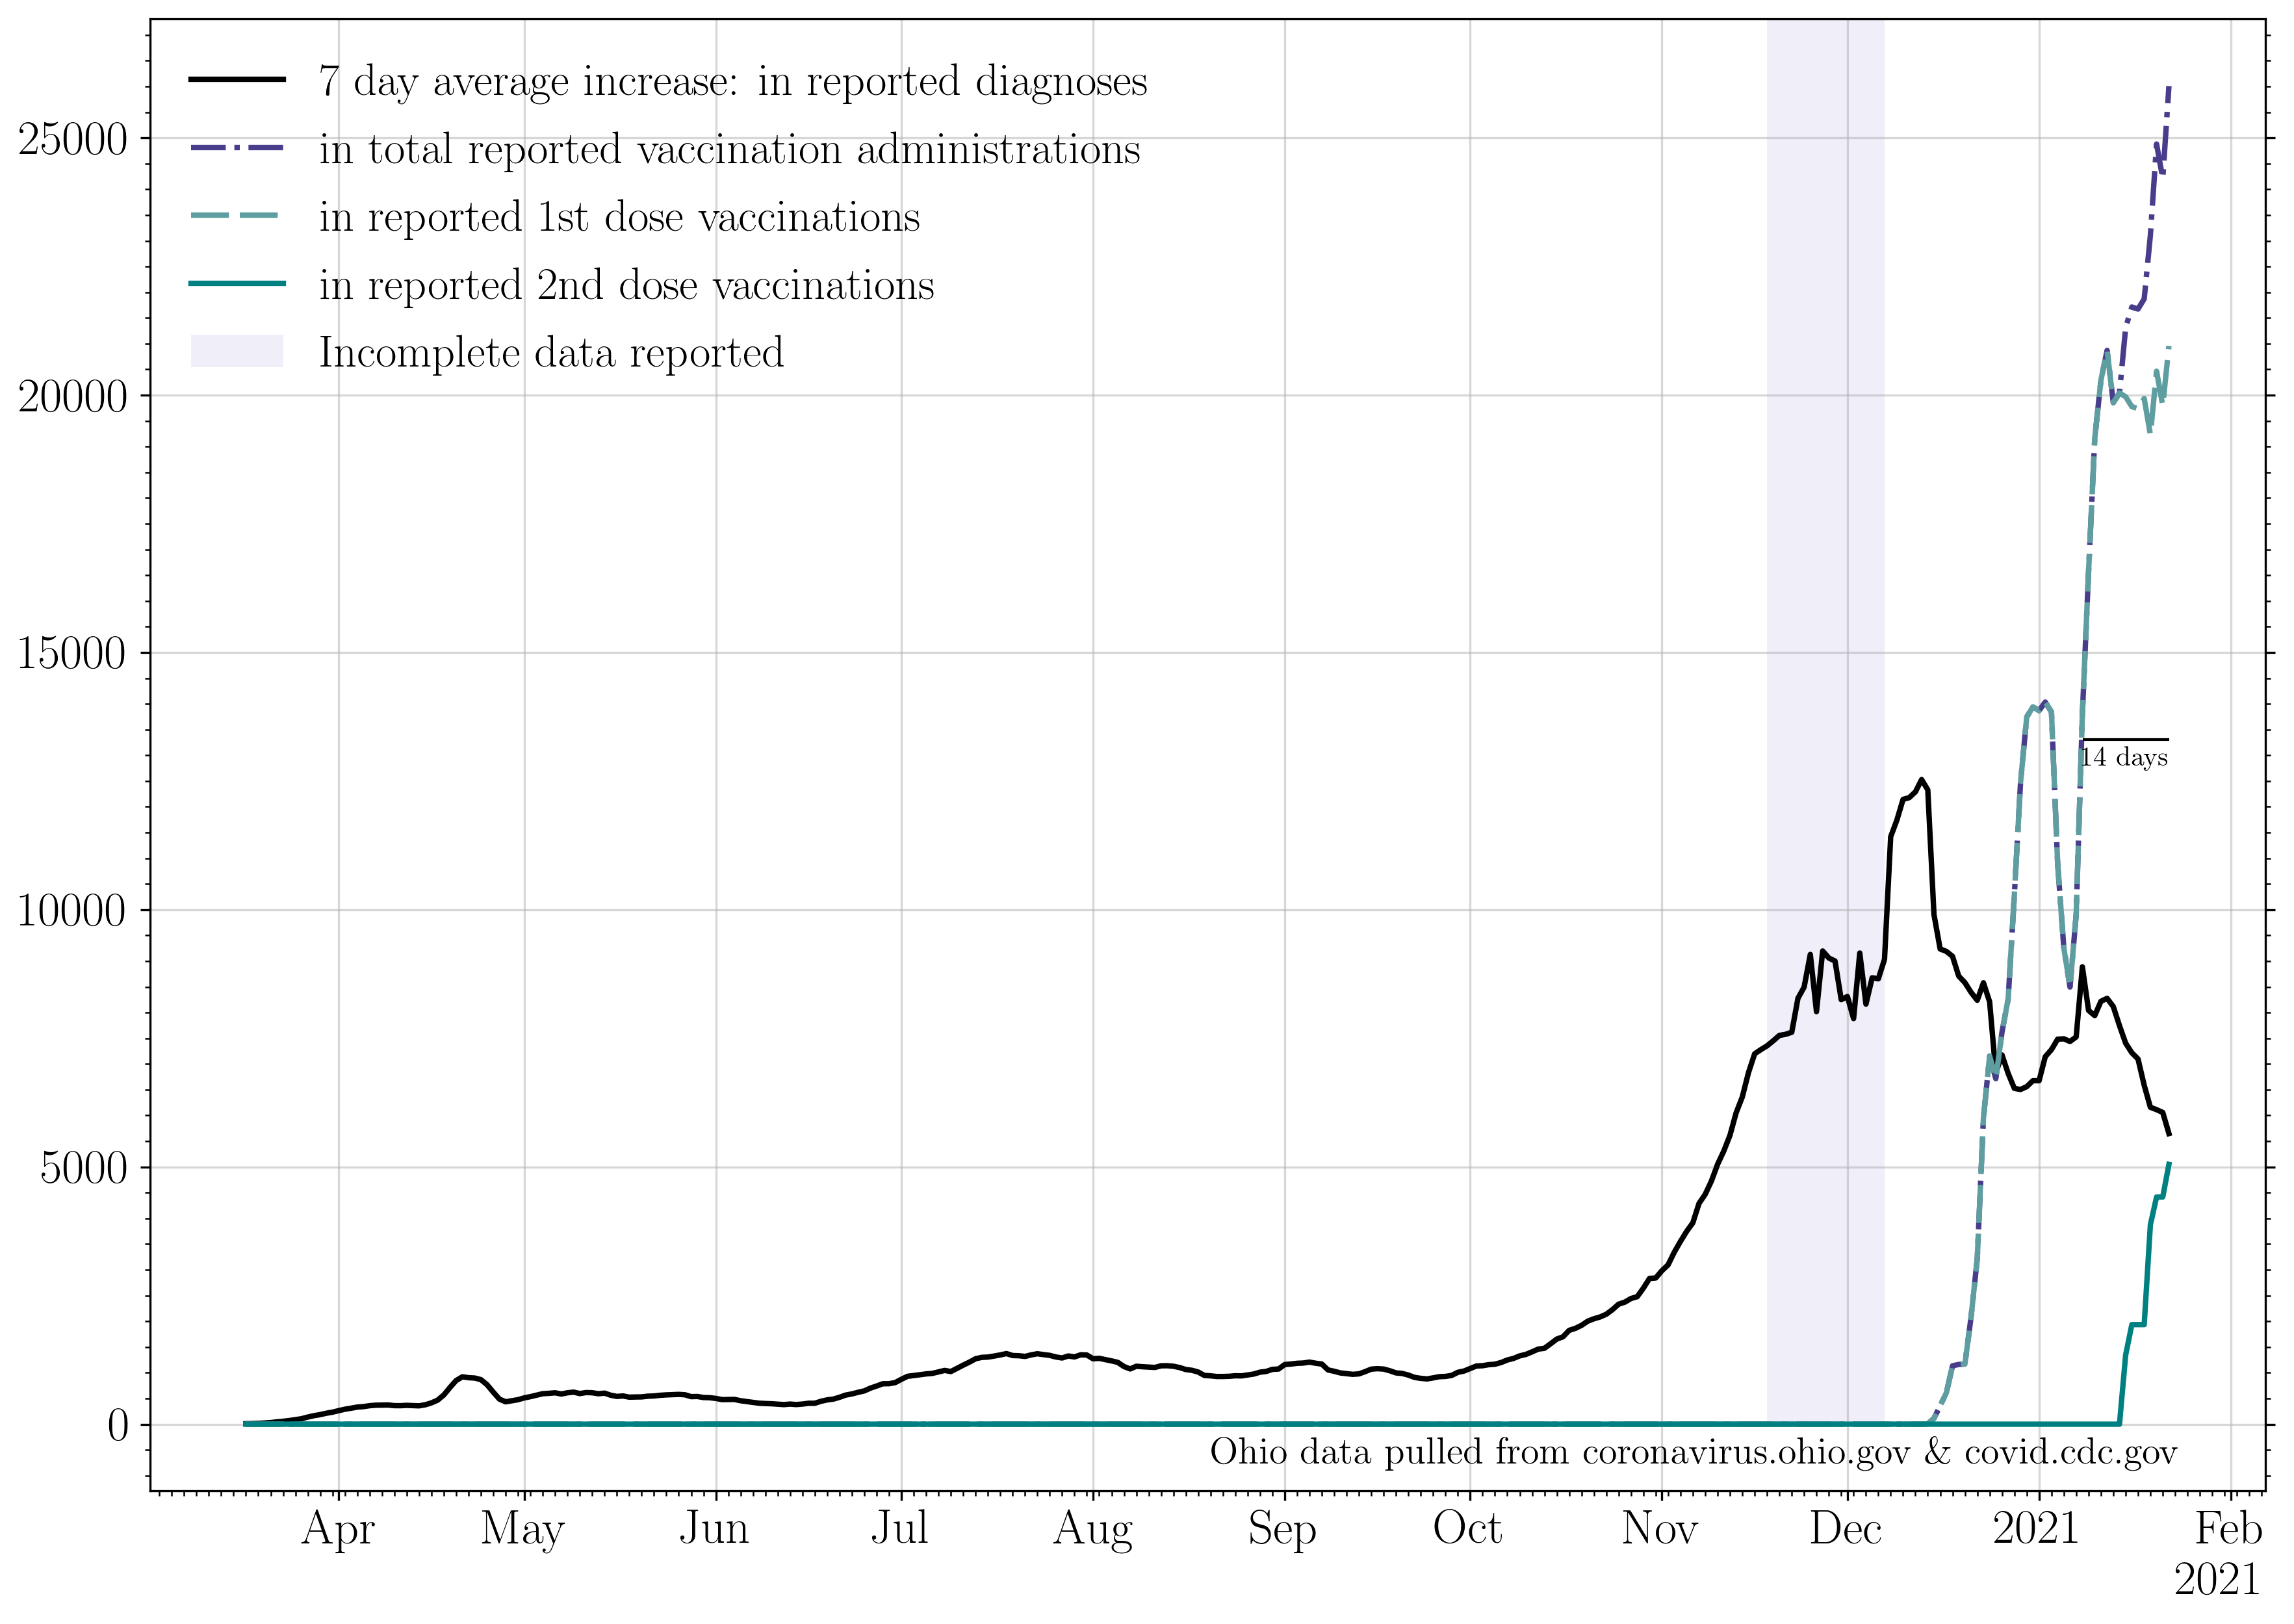 7 day average increase: in reported diagnoses
in total reported vaccination administrations
in reported 1st dose vaccinations
in reported 2nd dose vaccinations
Incomplete data reported
25000
20000
15000
10000
5000
0
14 days
Ohio data pulled from coronavirus.ohio.gov & covid.cdc.gov
Apr May Jun Jul Aug Sep Oct Nov Dec 2021 Feb
2021